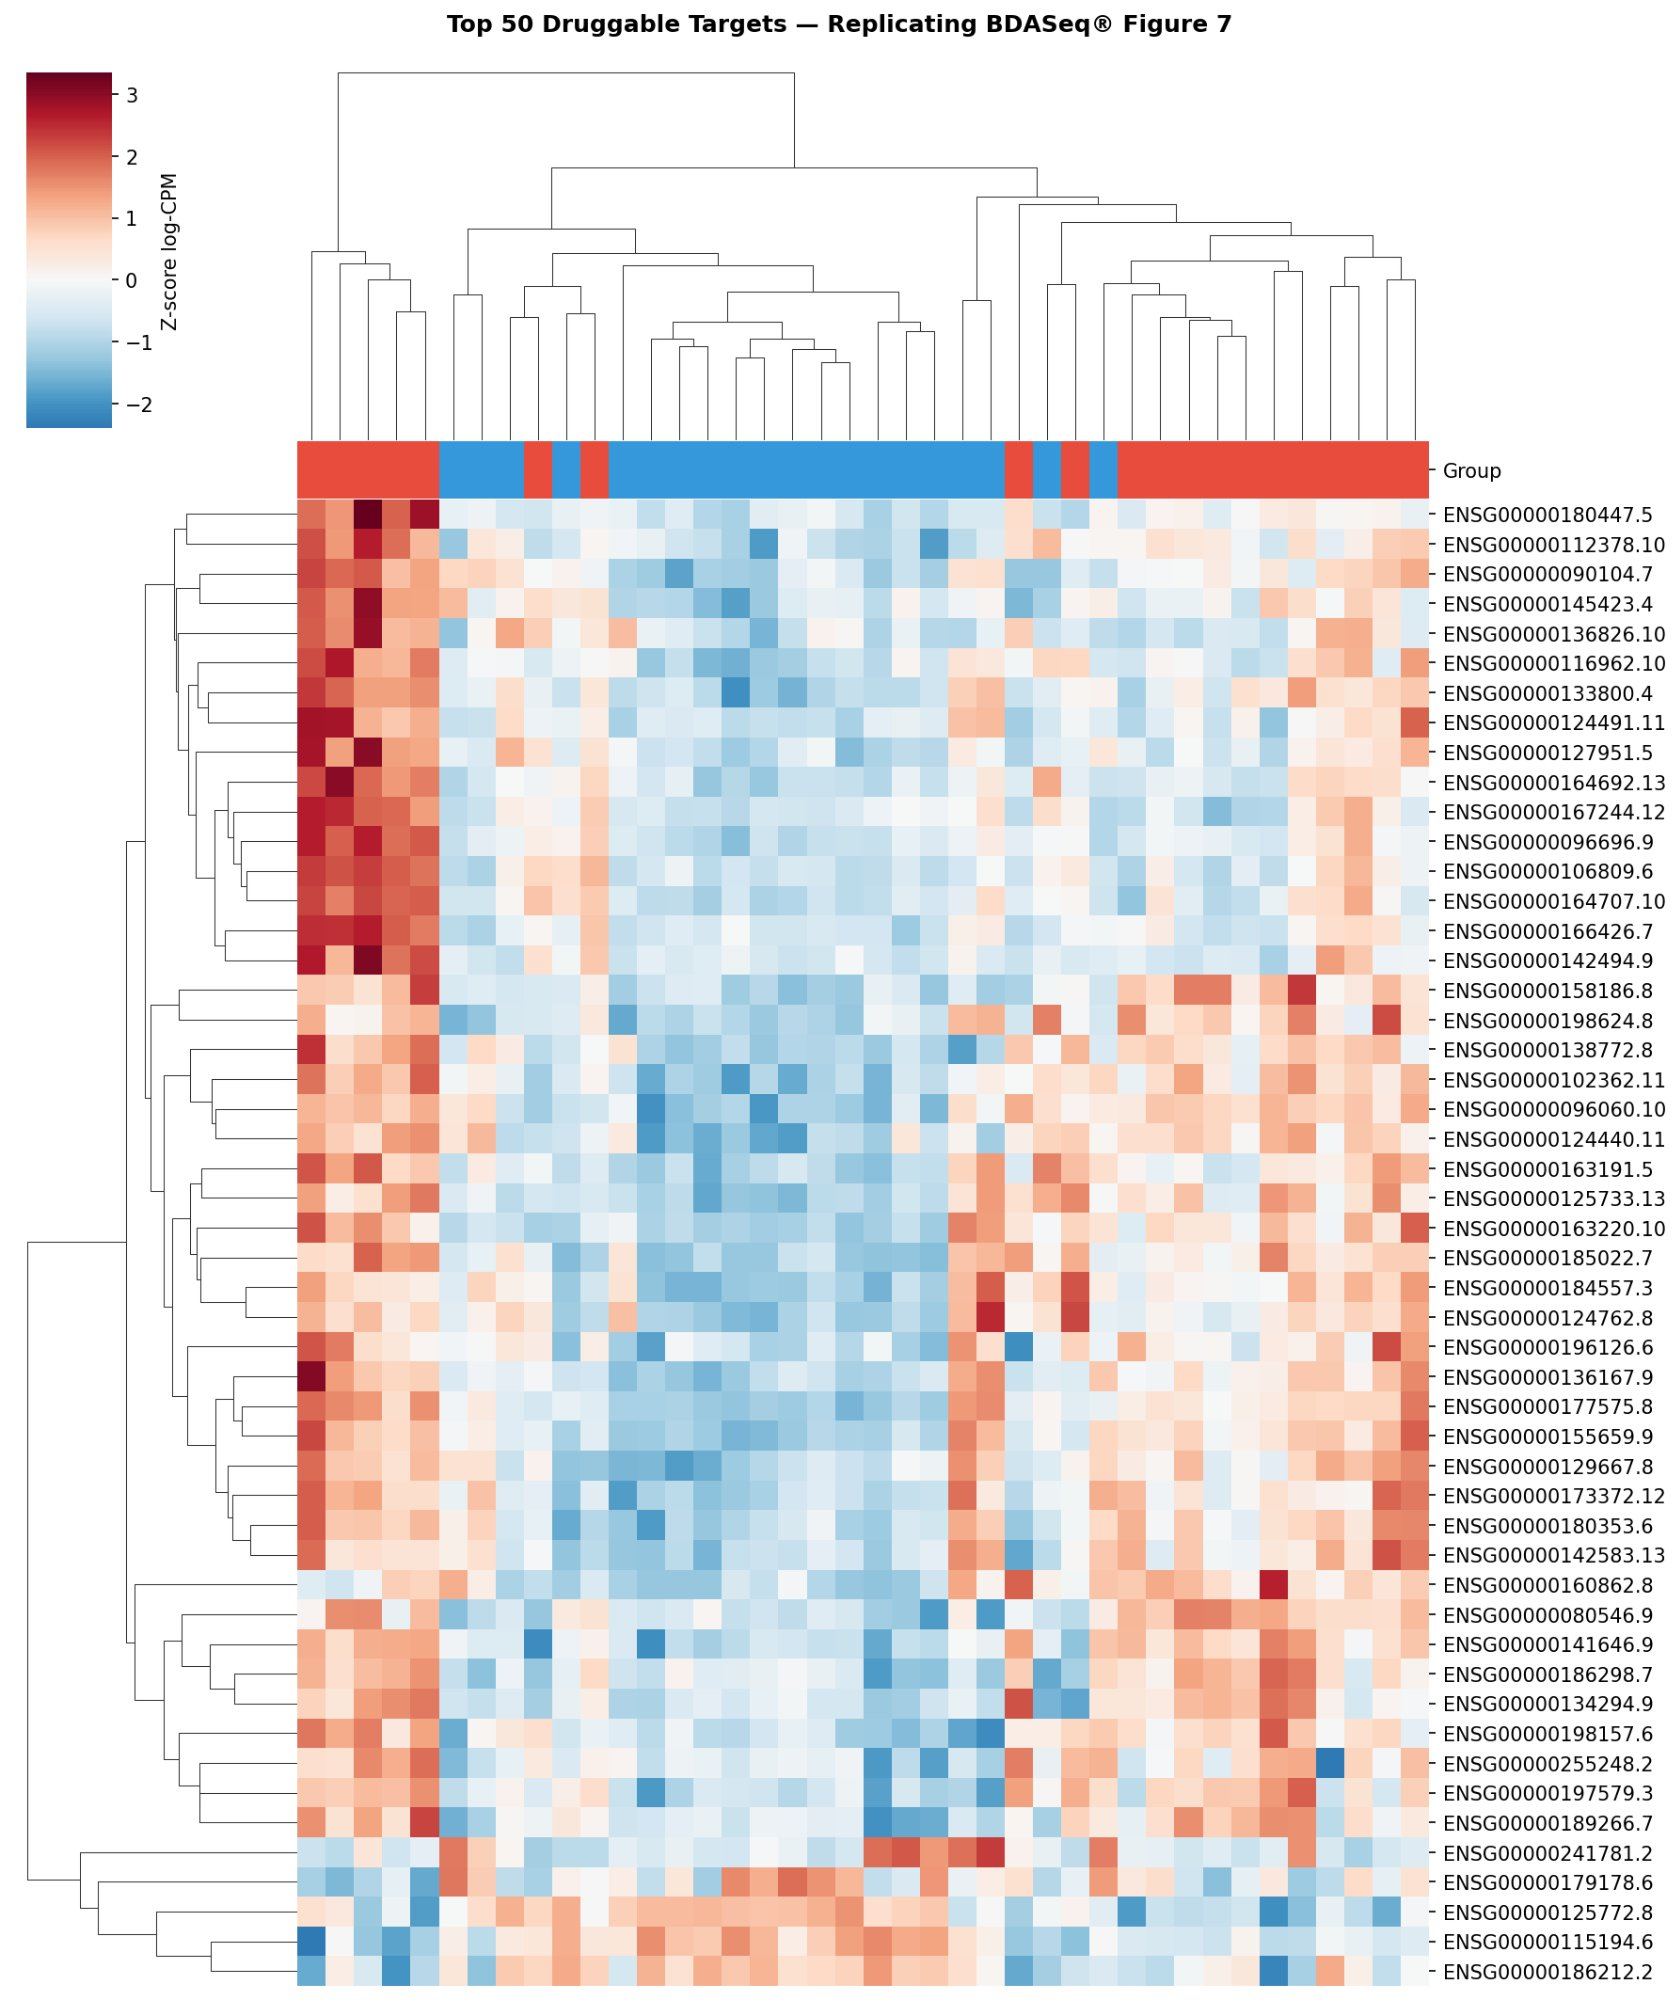 Top 50 Druggable Targets — Replicating BDASeq® Figure 7
3
2
1
0
−1
−2
Z-score log-CPM
Group
ENSG00000180447.5
ENSG00000112378.10
ENSG00000090104.7
ENSG00000145423.4
ENSG00000136826.10
ENSG00000116962.10
ENSG00000133800.4
ENSG00000124491.11
ENSG00000127951.5
ENSG00000164692.13
ENSG00000167244.12
ENSG00000096696.9
ENSG00000106809.6
ENSG00000164707.10
ENSG00000166426.7
ENSG00000142494.9
ENSG00000158186.8
ENSG00000198624.8
ENSG00000138772.8
ENSG00000102362.11
ENSG00000096060.10
ENSG00000124440.11
ENSG00000163191.5
ENSG00000125733.13
ENSG00000163220.10
ENSG00000185022.7
ENSG00000184557.3
ENSG00000124762.8
ENSG00000196126.6
ENSG00000136167.9
ENSG00000177575.8
ENSG00000155659.9
ENSG00000129667.8
ENSG00000173372.12
ENSG00000180353.6
ENSG00000142583.13
ENSG00000160862.8
ENSG00000080546.9
ENSG00000141646.9
ENSG00000186298.7
ENSG00000134294.9
ENSG00000198157.6
ENSG00000255248.2
ENSG00000197579.3
ENSG00000189266.7
ENSG00000241781.2
ENSG00000179178.6
ENSG00000125772.8
ENSG00000115194.6
ENSG00000186212.2